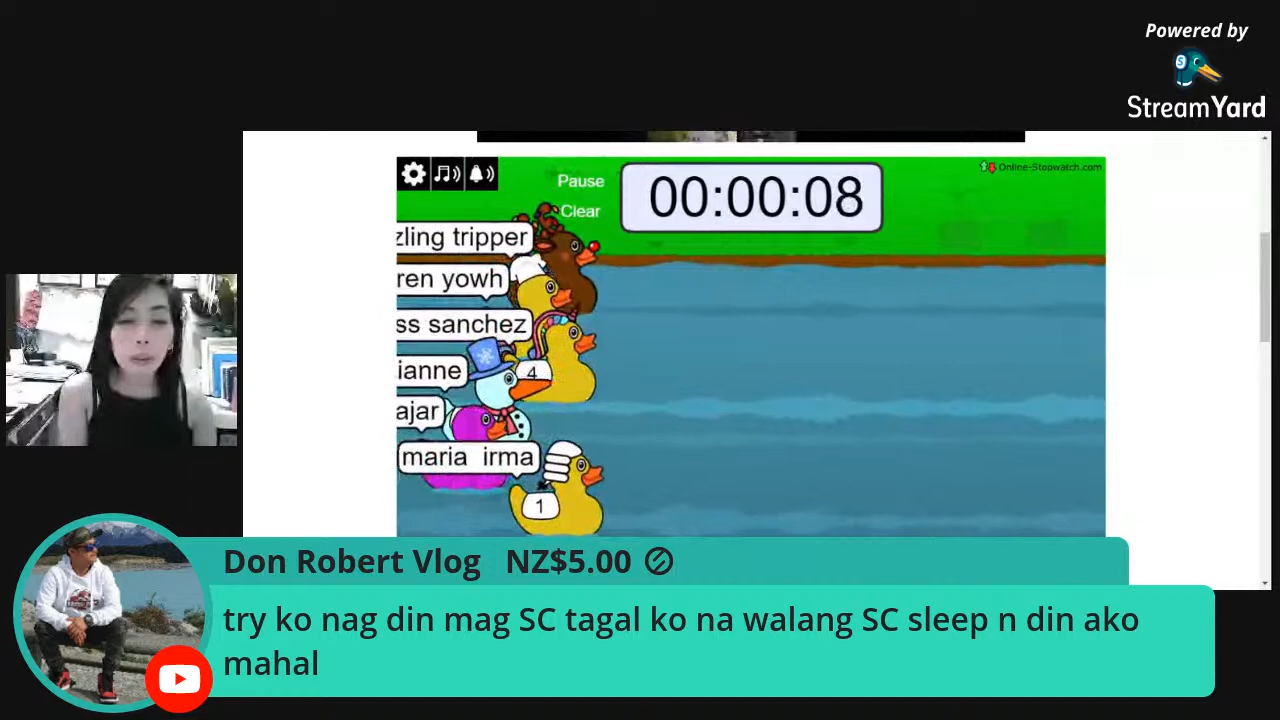 Powered by
StreamYard
Pause
Clear
00:00:08
Online-Stopwatch.com
zling tripper
ren yowh
ss sanchez
ianne
4
ajar
maria irma
1
Don Robert Vlog NZ$5.00
try ko nag din mag SC tagal ko na walang SC sleep n din ako
mahal